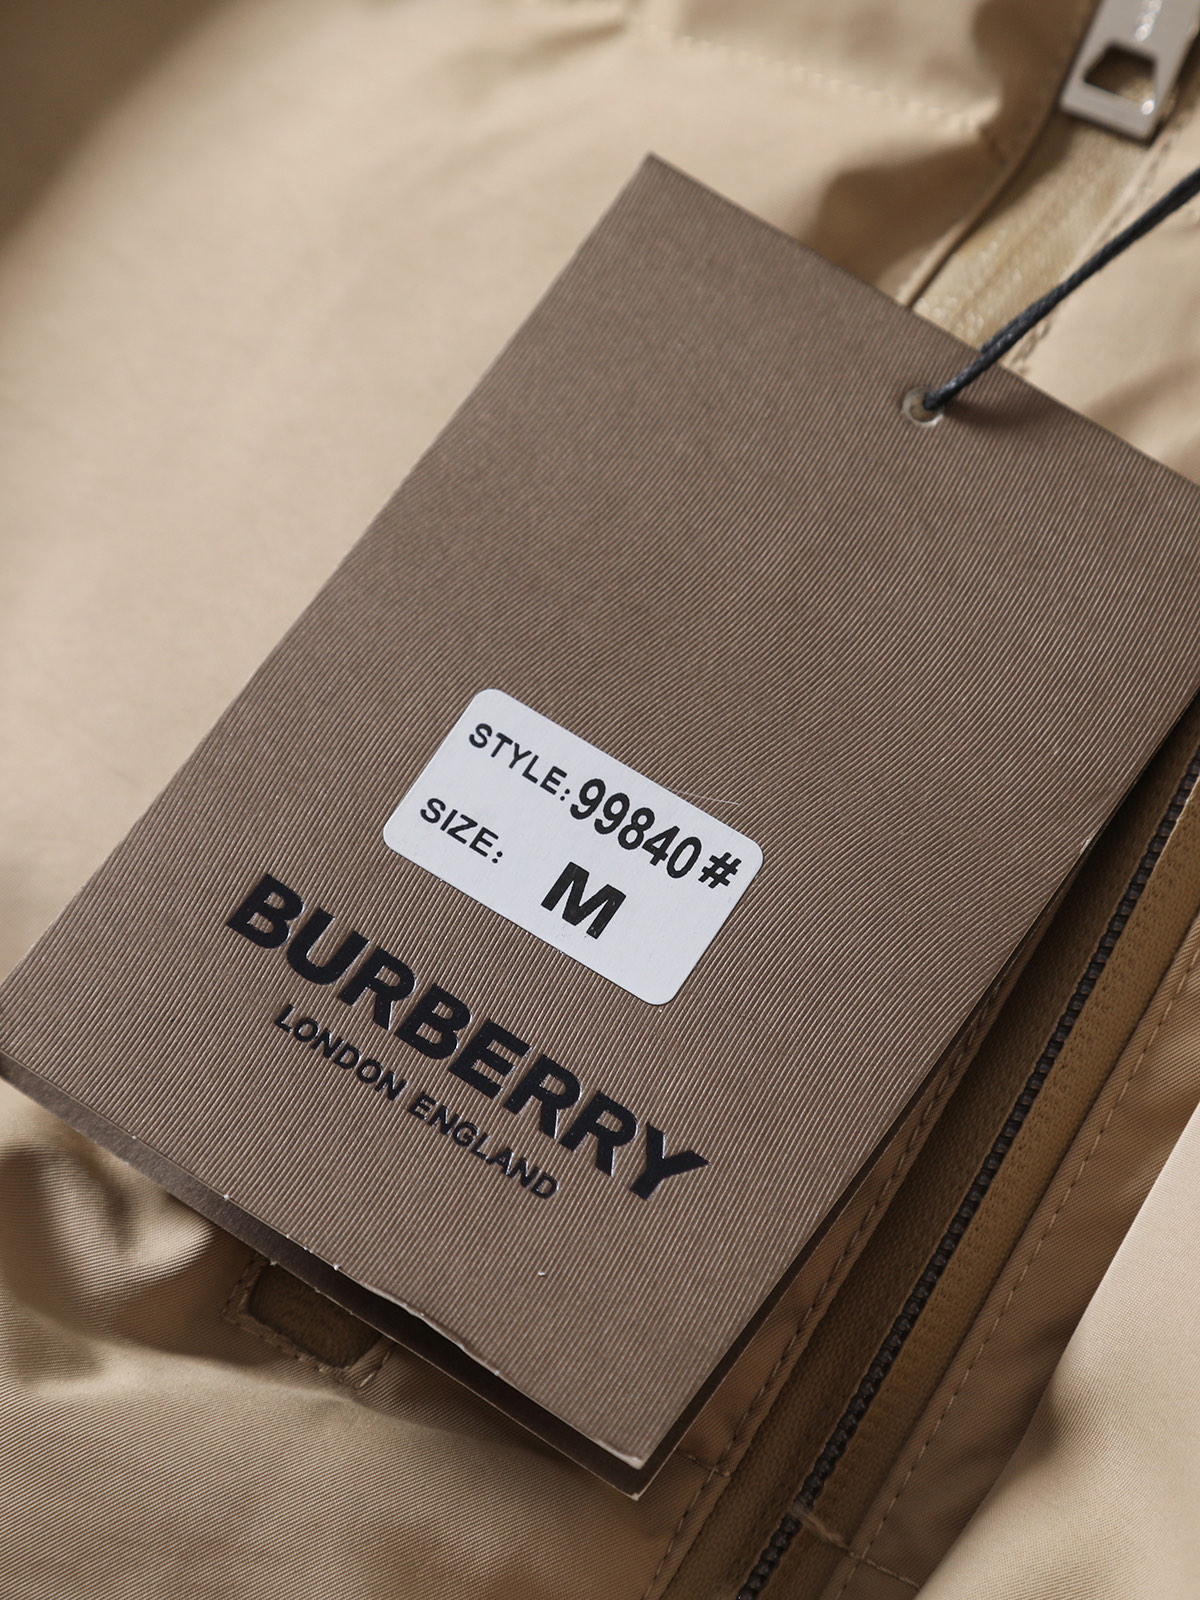 STYLE: 99840#
SIZE: M
BURBERRY
LONDON ENGLAND